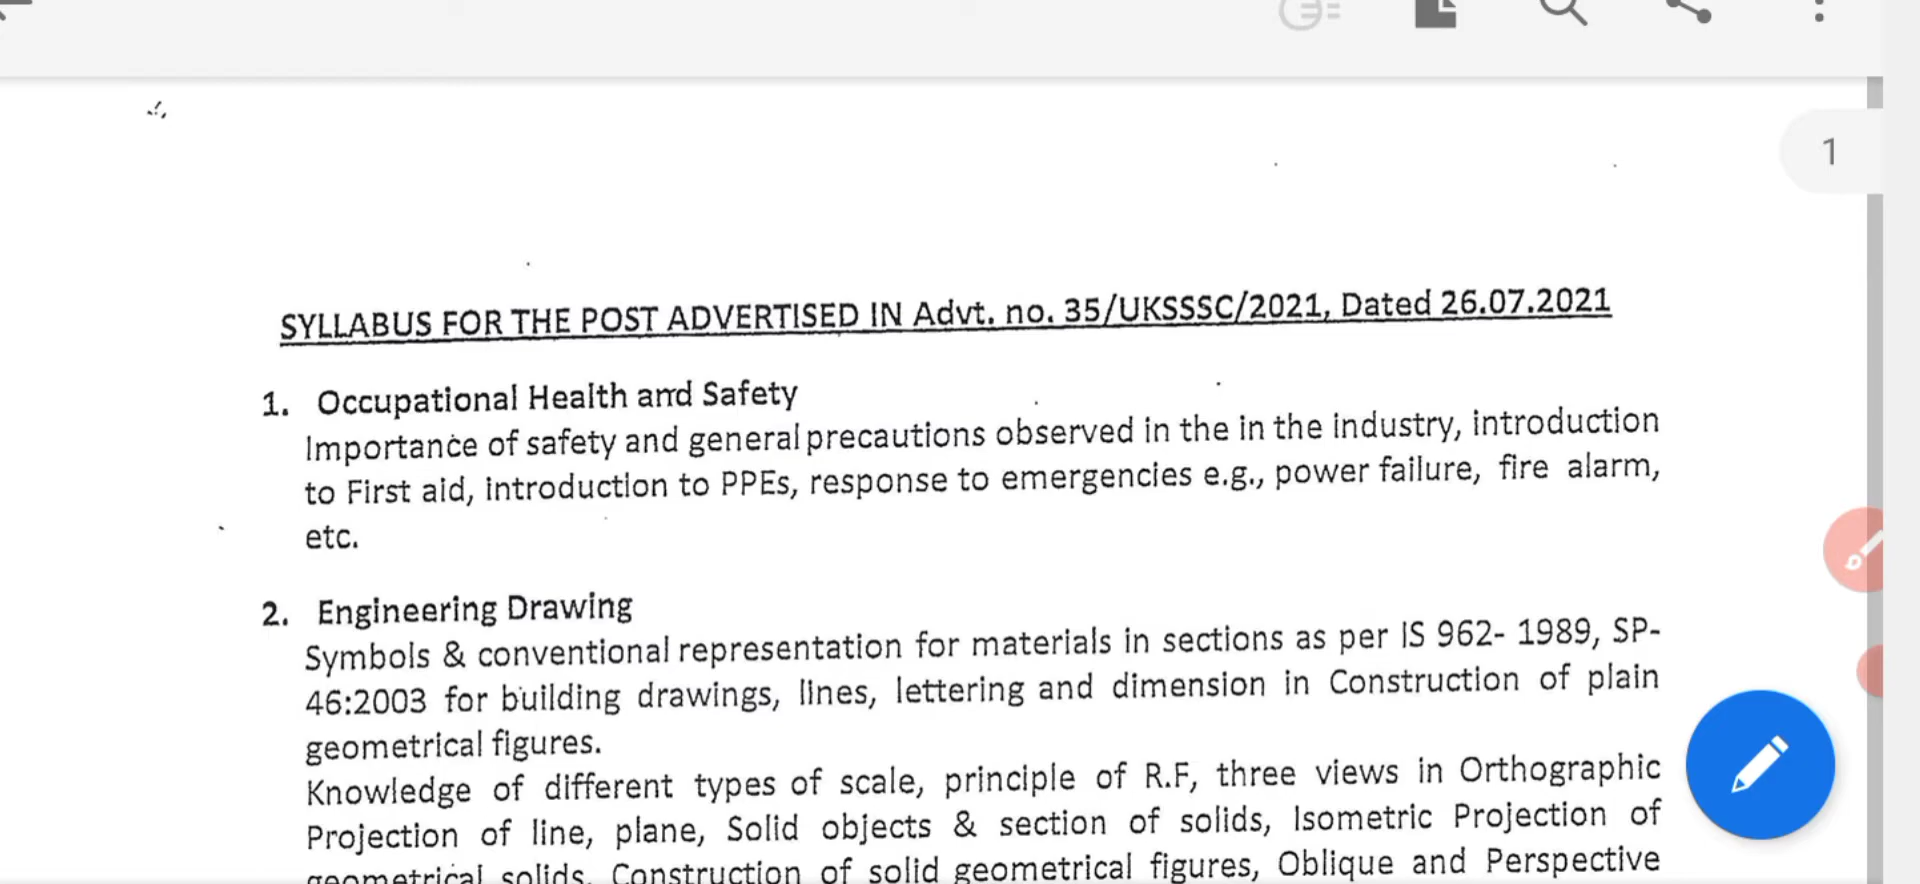 1
SYLLABUS FOR THE POST ADVERTISED IN Advt. no. 35/UKSSSC/2021, Dated 26.07.2021
1. Occupational Health and Safety
Importance of safety and general precautions observed in the in the industry, introduction
to First aid, introduction to PPEs, response to emergencies e.g., power failure, fire alarm,
etc.
2. Engineering Drawing
Symbols & conventional representation for materials in sections as per IS 962- 1989, SP-
46:2003 for building drawings, lines, lettering and dimension in Construction of plain
geometrical figures.
Knowledge of different types of scale, principle of R.F, three views in Orthographic
Projection of line, plane, Solid objects & section of solids, Isometric Projection of
geometrical solids. Construction of solid geometrical figures, Oblique and Perspective